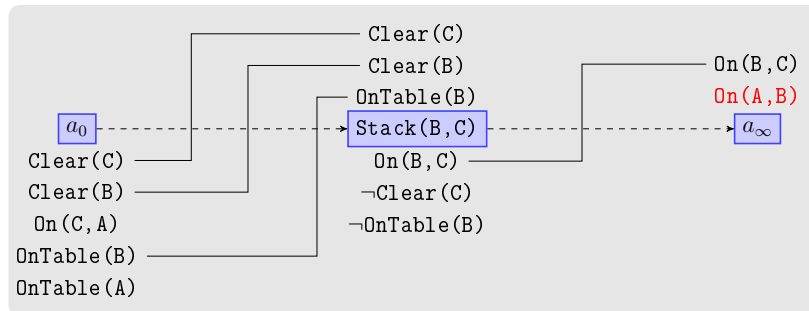 Clear(C)
Clear(B)
On(B,C)
OnTable(B)
On(A,B)
a₀
Stack(B,C)
a∞
Clear(C)
On(B,C)
Clear(B)
¬Clear(C)
On(C,A)
¬OnTable(B)
OnTable(B)
OnTable(A)